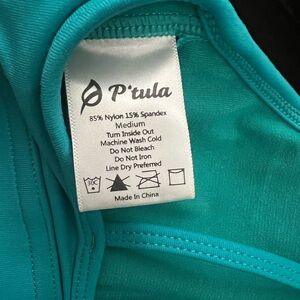 P'tula
85% Nylon 15% Spandex
Medium
Turn Inside Out
Machine Wash Cold
Do Not Bleach
Do Not Iron
Line Dry Preferred
30C
Made In China